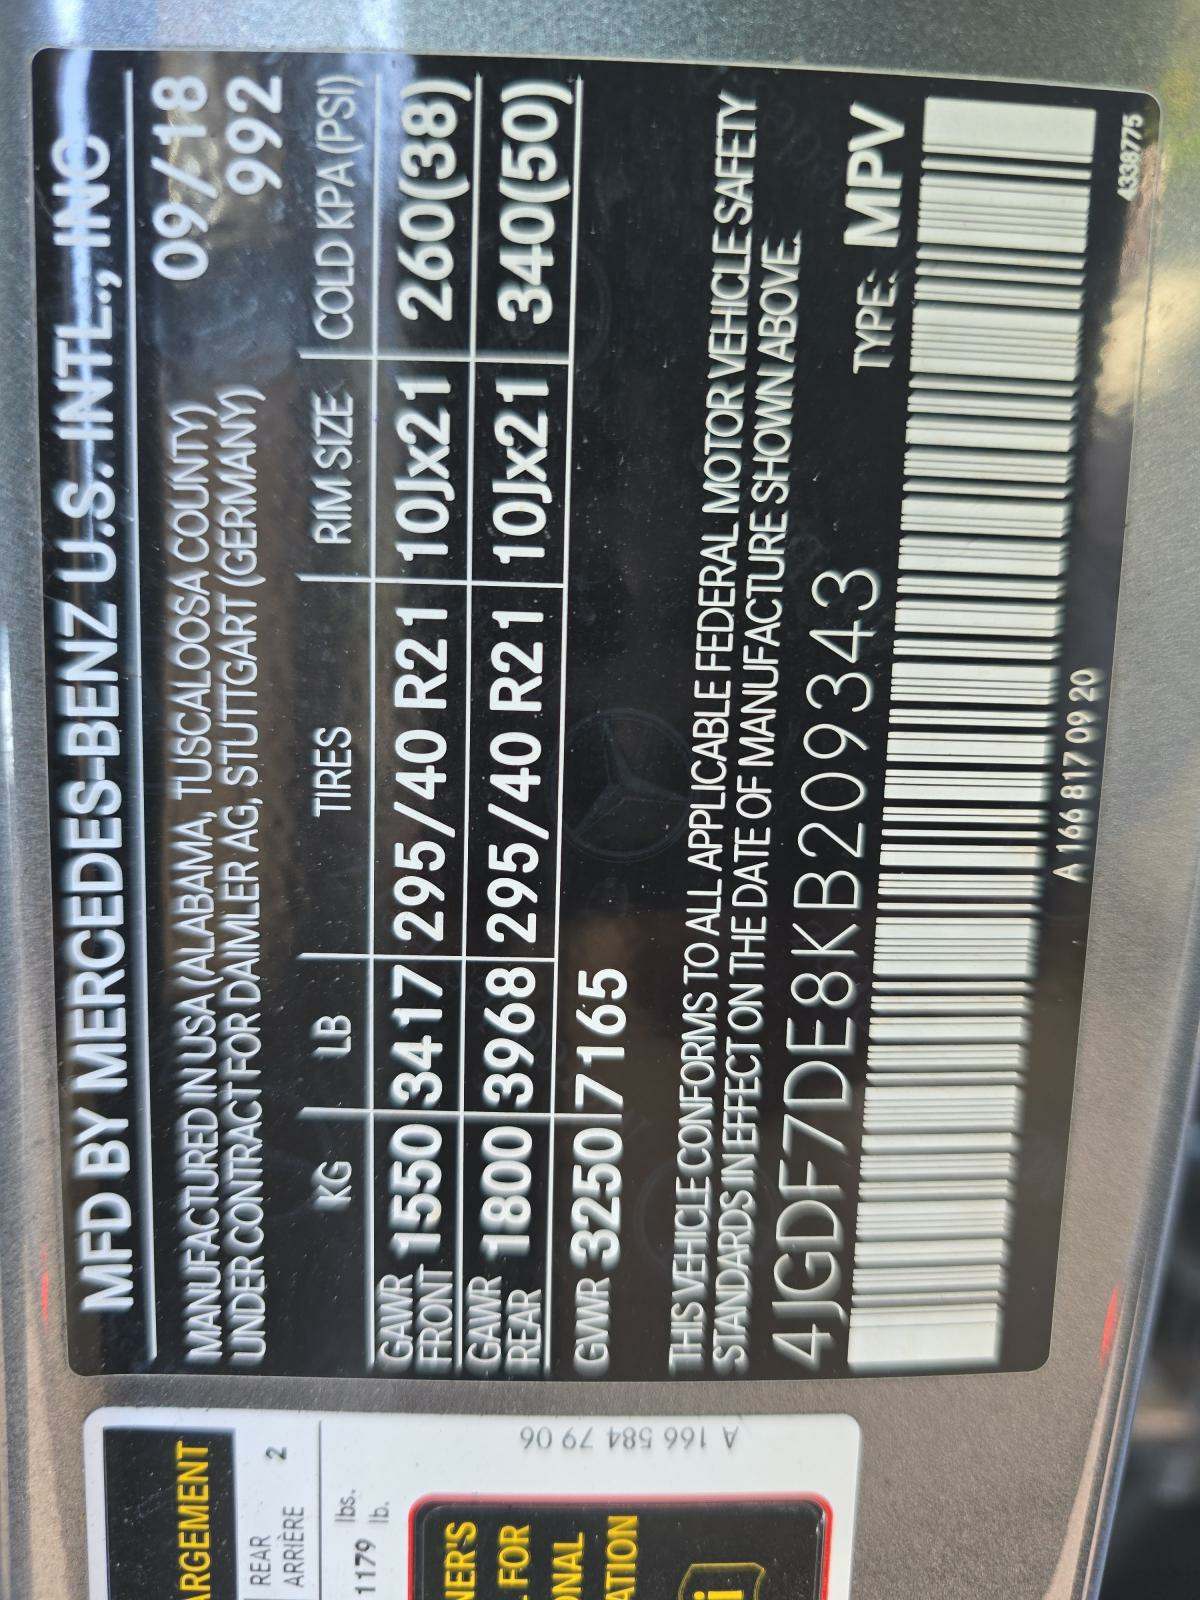 MFD BY MERCEDES-BENZ U.S. INTL., INC
MANUFACTURED IN USA (ALABAMA, TUSCALOOSA COUNTY) 09/18
UNDER CONTRACT FOR DAIMLER AG, STUTTGART (GERMANY) 992
KG LB TIRES RIM SIZE COLD KPA (PSI)
GAWR FRONT 1550 3417 295/40 R21 10Jx21 260(38)
GAWR REAR 1800 3968 295/40 R21 10Jx21 340(50)
GVWR 3250 7165
THIS VEHICLE CONFORMS TO ALL APPLICABLE FEDERAL MOTOR VEHICLE SAFETY
STANDARDS IN EFFECT ON THE DATE OF MANUFACTURE SHOWN ABOVE.
4JGDF7DE8KB209343 TYPE: MPV
A 166 817 09 20
4338775
ARGEMENT
REAR
ARRIÈRE 2
1179 lbs.
lb.
A 166 584 79 06
NER'S
FOR
ONAL
ATION
i